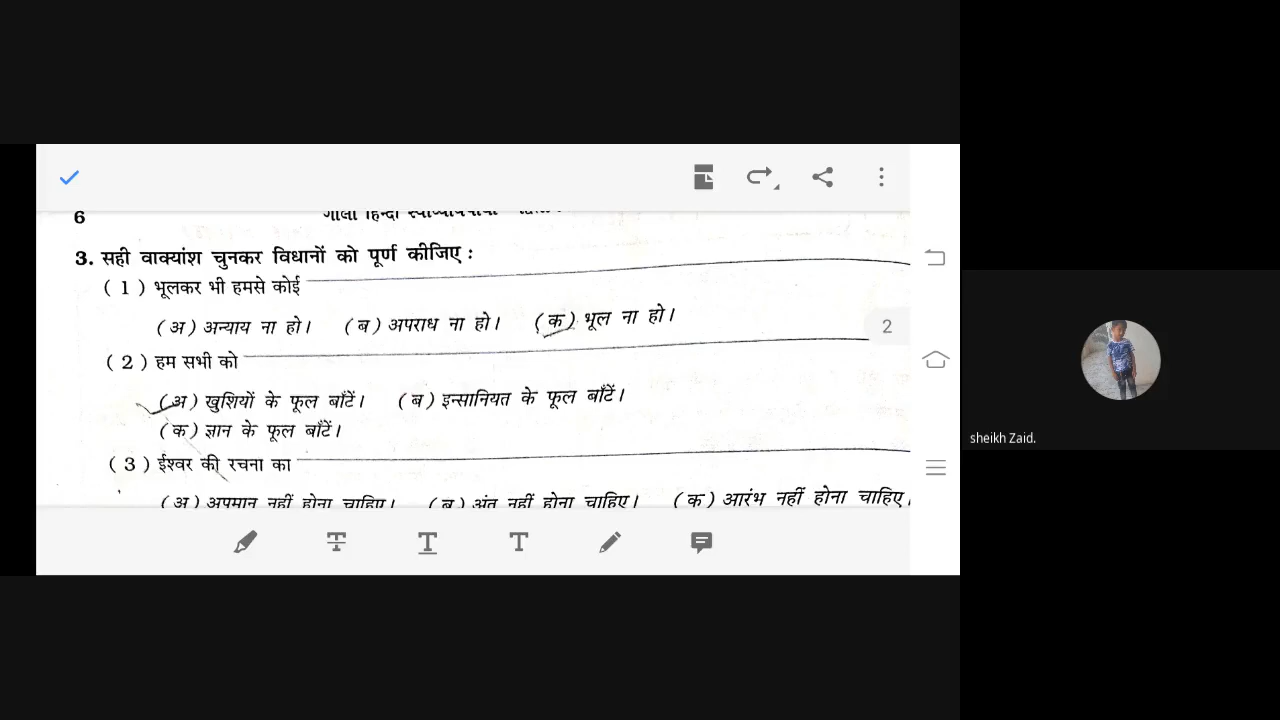 6
3. सही वाक्यांश चुनकर विधानों को पूर्ण कीजिए :
( 1 ) भूलकर भी हमसे कोई
( अ ) अन्याय ना हो। ( ब ) अपराध ना हो। ( क ) भूल ना हो।
2
( 2 ) हम सभी को
( अ ) खुशियों के फूल बाँटें। ( ब ) इन्सानियत के फूल बाँटें।
( क ) ज्ञान के फूल बाँटें।
( 3 ) ईश्वर की रचना का
( अ ) अपमान नहीं होना चाहिए। ( ब ) अंत नहीं होना चाहिए। ( क ) आरंभ नहीं होना चाहिए।
sheikh Zaid.